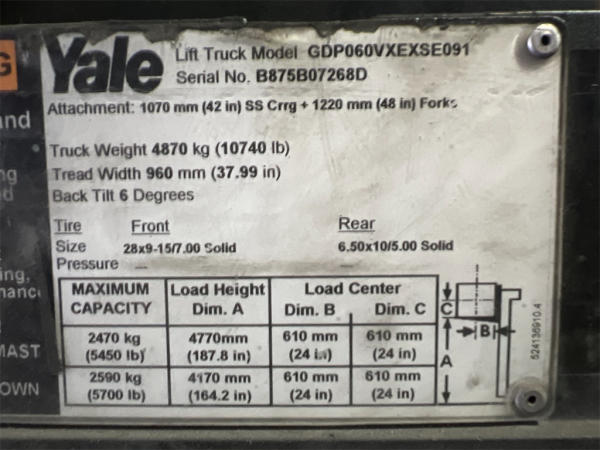 G
Yale
Lift Truck Model GDP060VXEXSE091
Serial No. B875B07268D
Attachment: 1070 mm (42 in) SS Crrg + 1220 mm (48 in) Forks
nd
Truck Weight 4870 kg (10740 lb)
ng
Tread Width 960 mm (37.99 in)
d
Back Tilt 6 Degrees
Tire Front Rear
Size 28x9-15/7.00 Solid 6.50x10/5.00 Solid
Pressure — —
ing,
nanc
MAXIMUM CAPACITY Load Height Dim. A Load Center
Dim. B Dim. C
2470 kg 4770mm 610 mm 610 mm
(5450 lb) (187.8 in) (24 in) (24 in)
2590 kg 4170 mm 610 mm 610 mm
(5700 lb) (164.2 in) (24 in) (24 in)
MAST
OWN
C
B
A
524136910.4